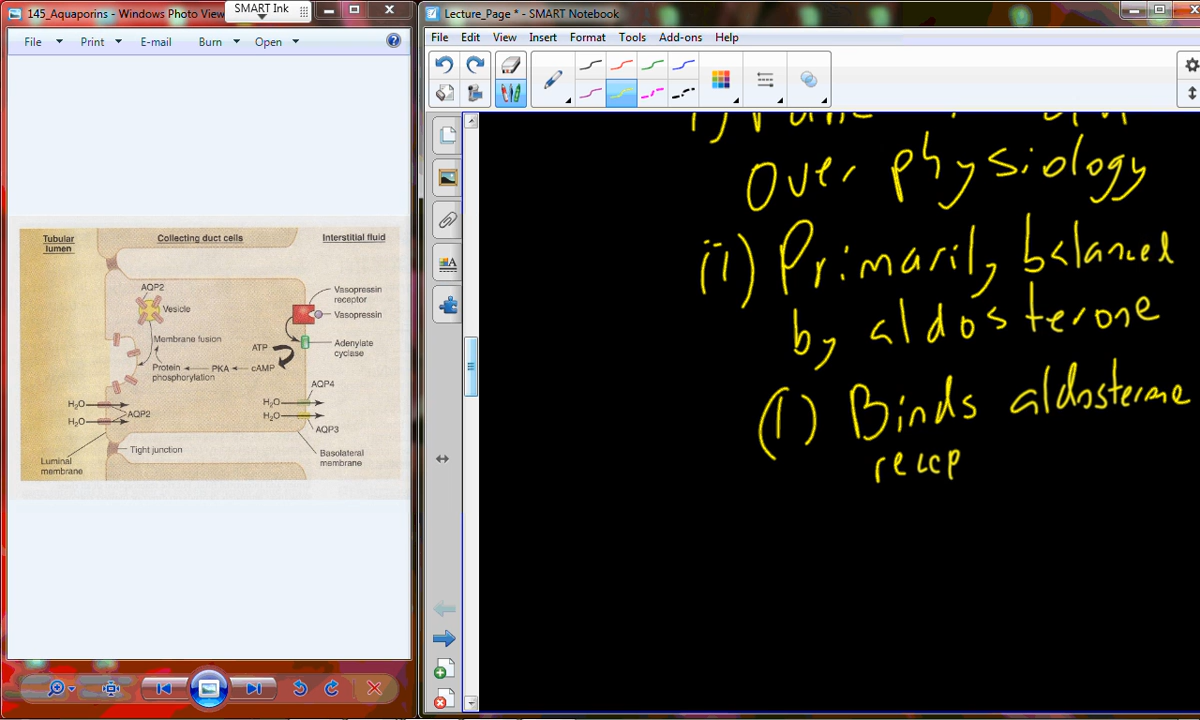 145_Aquaporins - Windows Photo View
SMART Ink
File Print E-mail Burn Open
Tubular
lumen
Collecting duct cells
Interstitial fluid
AQP2
Vesicle
Vasopressin
receptor
Vasopressin
Membrane fusion
ATP
Adenylate
cyclase
Protein
phosphorylation
PKA
cAMP
AQP4
H₂O
H₂O
AQP2
H₂O
H₂O
AQP3
Tight junction
Basolateral
membrane
Luminal
membrane
Lecture_Page * - SMART Notebook
File Edit View Insert Format Tools Add-ons Help
over physiology
ii) Primarily balanced
by aldosterone
(1) Binds aldosterone
recep